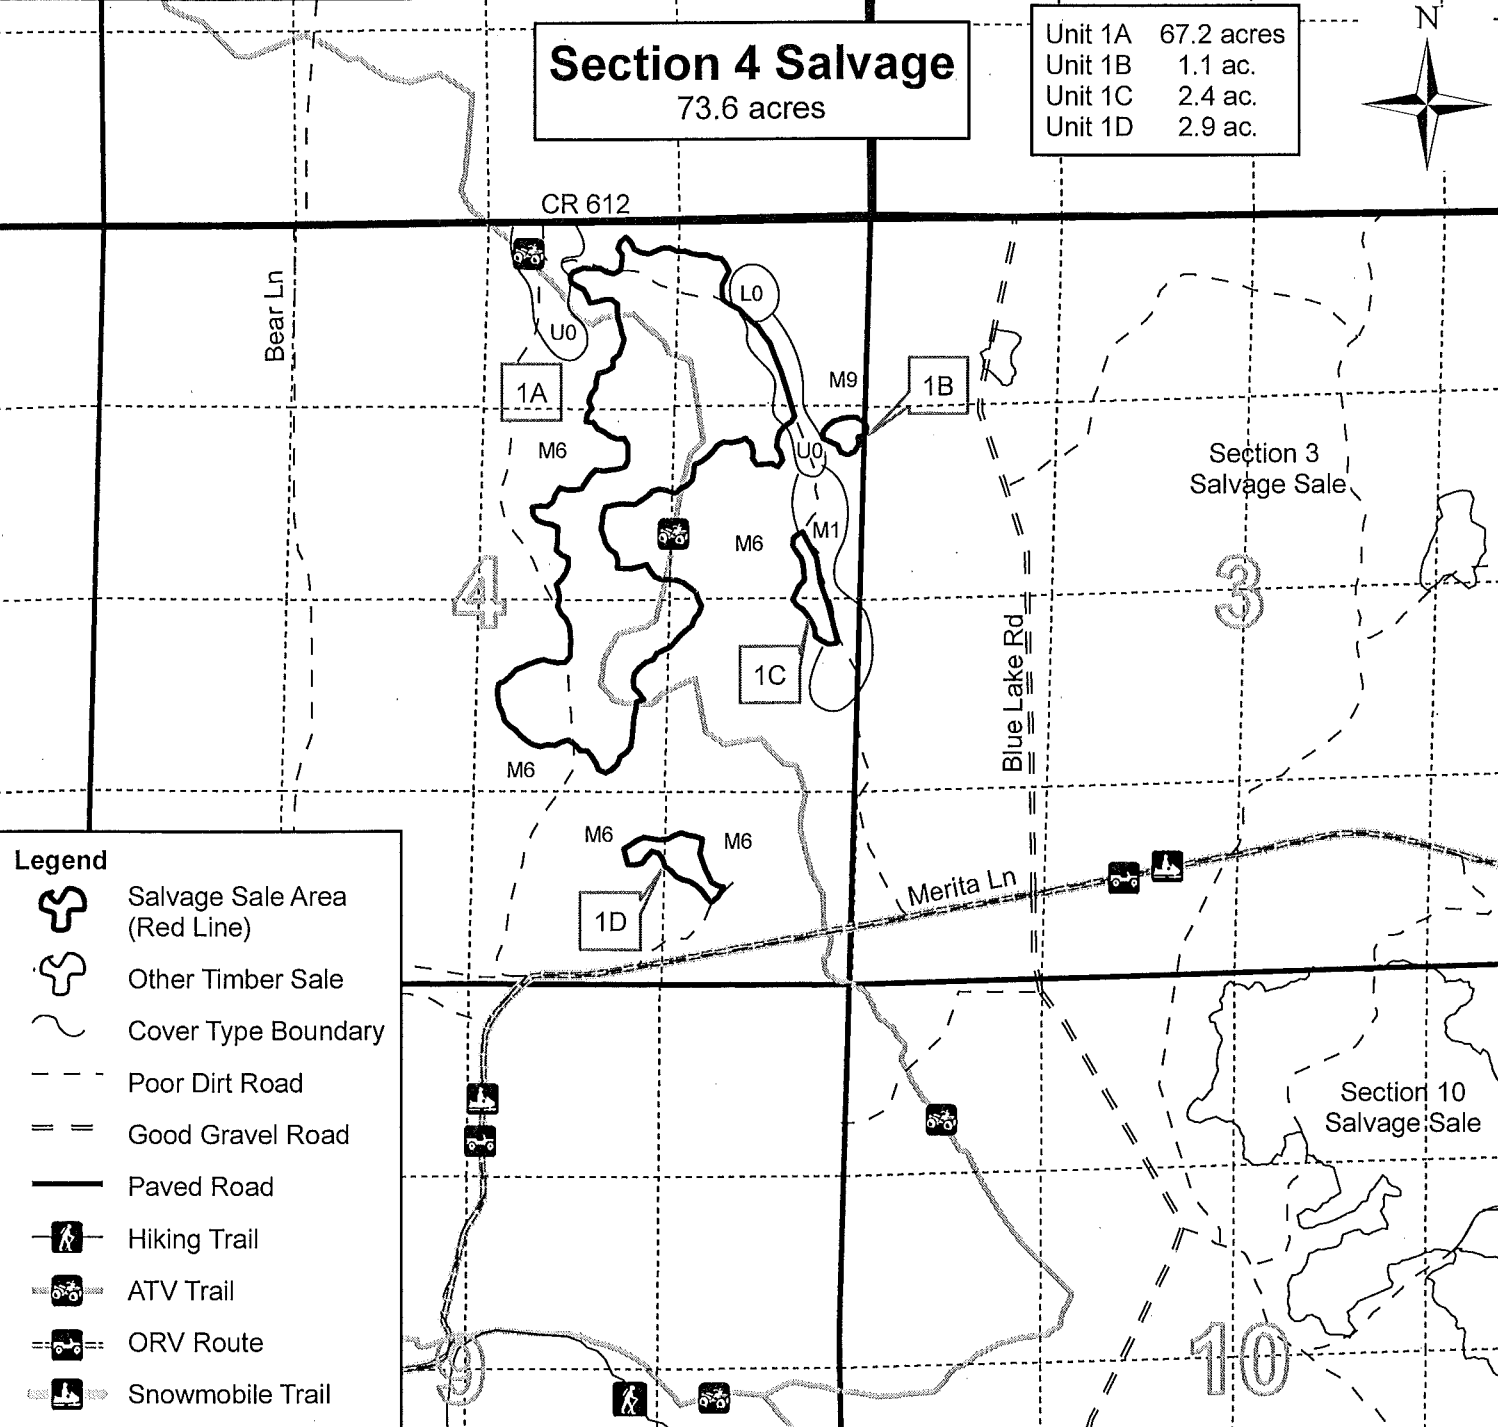 Section 4 Salvage
73.6 acres
Unit 1A 67.2 acres
Unit 1B 1.1 ac.
Unit 1C 2.4 ac.
Unit 1D 2.9 ac.
N
CR 612
Bear Ln
L0
U0
1A
M9
1B
M6
U0
Section 3
Salvage Sale
M6
M1
4
3
1C
Blue Lake Rd
M6
M6
M6
1D
Merita Ln
Legend
Salvage Sale Area
(Red Line)
Other Timber Sale
Cover Type Boundary
Poor Dirt Road
Good Gravel Road
Paved Road
Hiking Trail
ATV Trail
ORV Route
Snowmobile Trail
Section 10
Salvage Sale
9
10